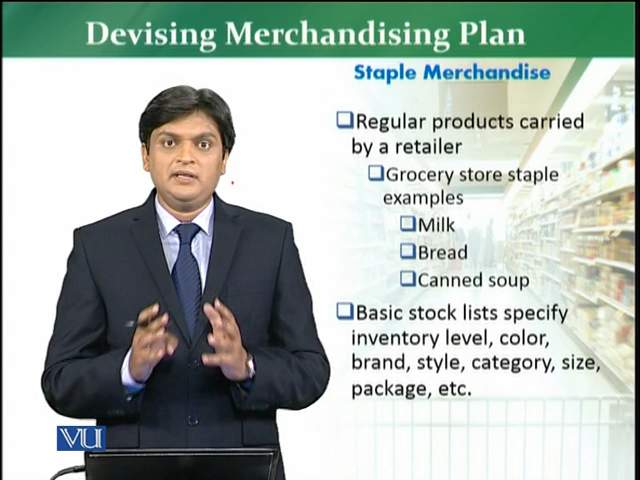 Devising Merchandising Plan
Staple Merchandise
Regular products carried
by a retailer
Grocery store staple
examples
Milk
Bread
Canned soup
Basic stock lists specify
inventory level, color,
brand, style, category, size,
package, etc.
VU